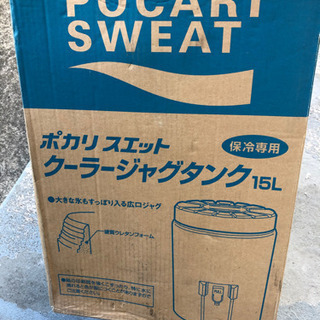 POCARI
SWEAT
ポカリ スエット
保冷専用
クーラージャグタンク 15L
●大きな氷もすっぽり入る広口ジャグ
硬質ウレタンフォーム